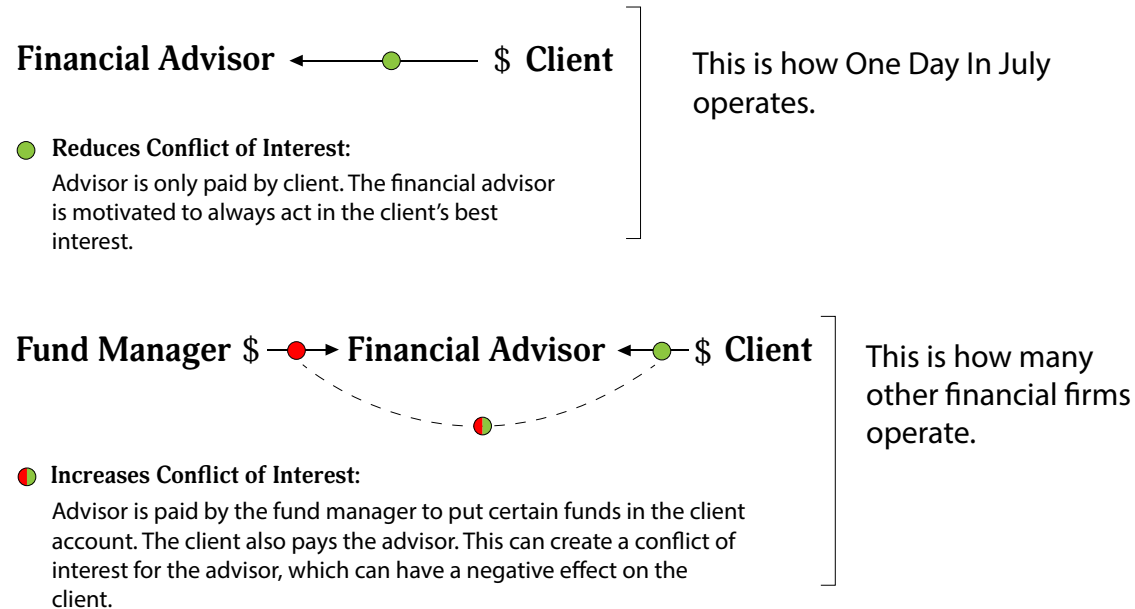 Financial Advisor $ Client
This is how One Day In July
operates.
Reduces Conflict of Interest:
Advisor is only paid by client. The financial advisor
is motivated to always act in the client’s best
interest.
Fund Manager $ Financial Advisor $ Client
This is how many
other financial firms
operate.
Increases Conflict of Interest:
Advisor is paid by the fund manager to put certain funds in the client
account. The client also pays the advisor. This can create a conflict of
interest for the advisor, which can have a negative effect on the
client.